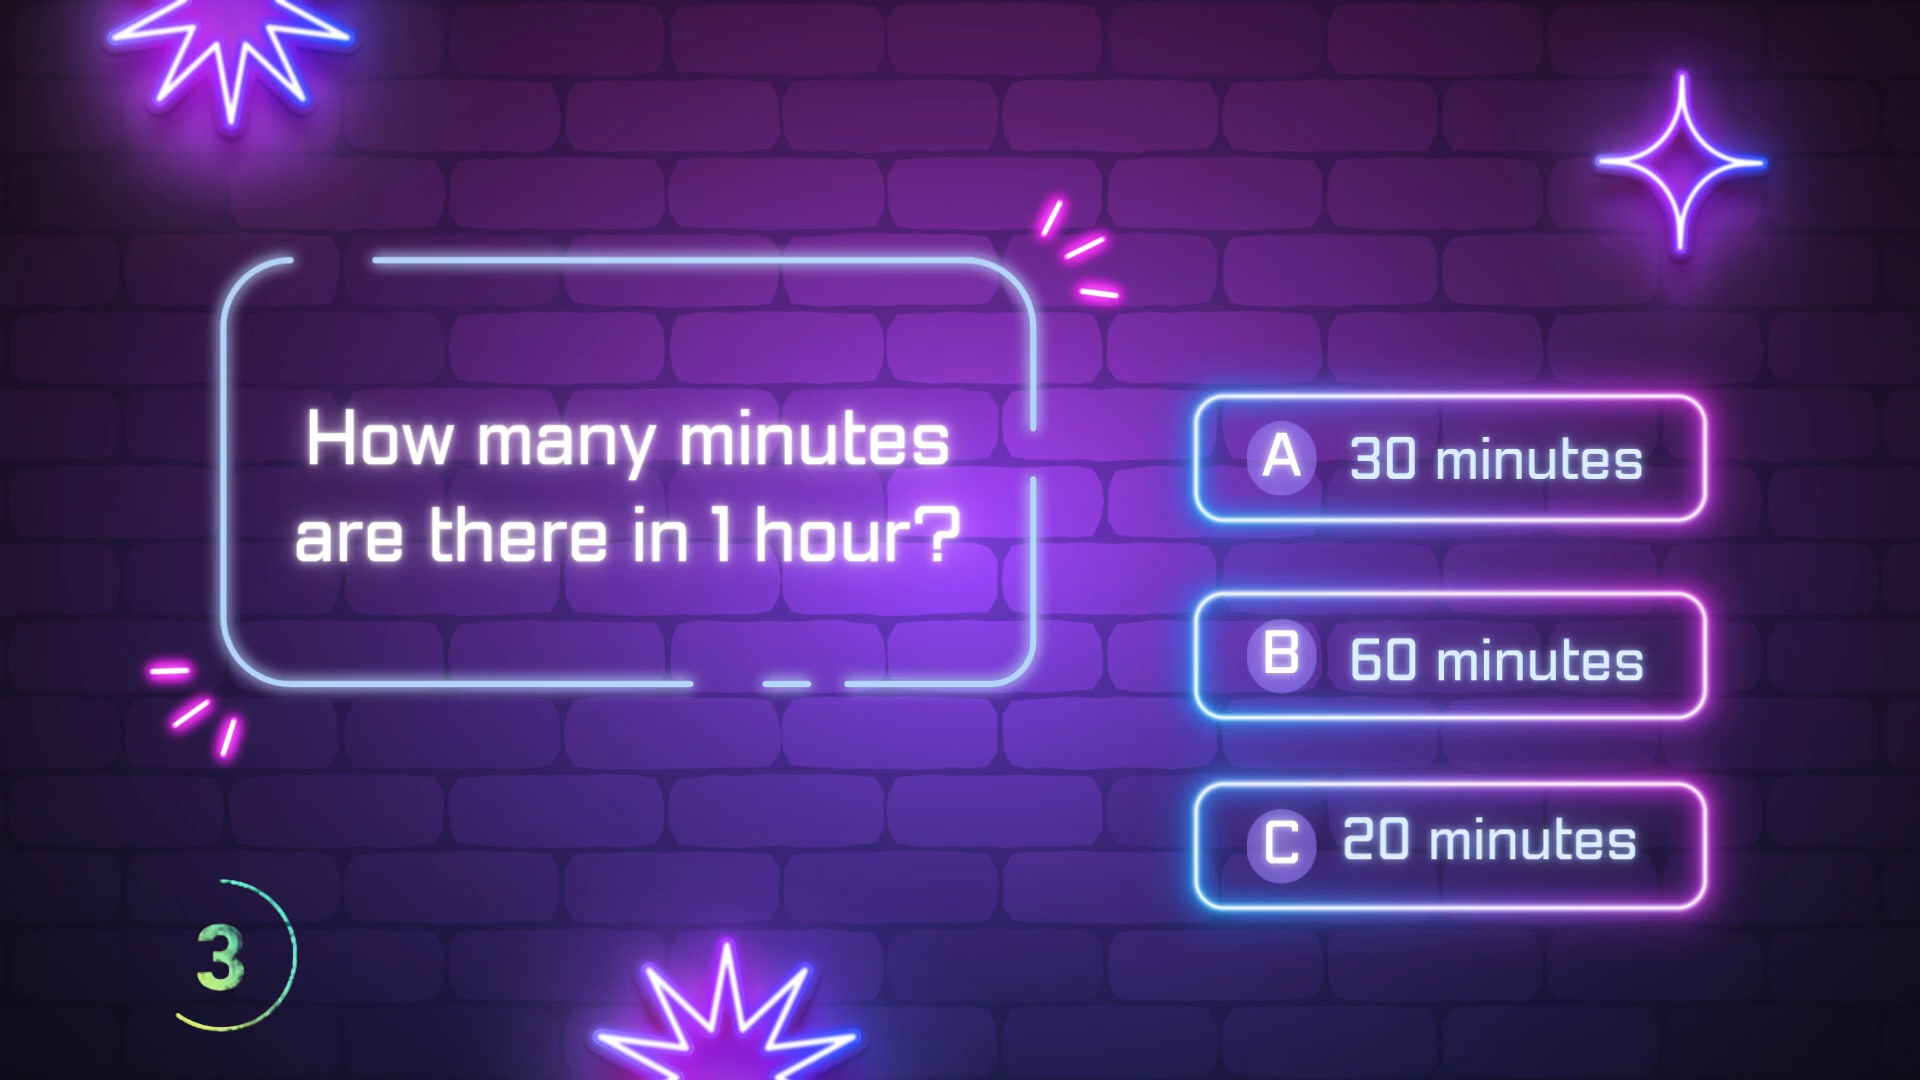 How many minutes
are there in 1 hour?
A 30 minutes
B 60 minutes
C 20 minutes
3